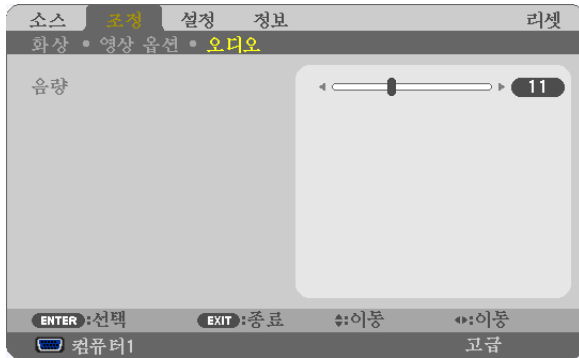 소스 조정 설정 정보 리셋
화상 • 영상 옵션 • 오디오
음량 11
ENTER :선택 EXIT :종료 :이동 :이동
컴퓨터1 고급